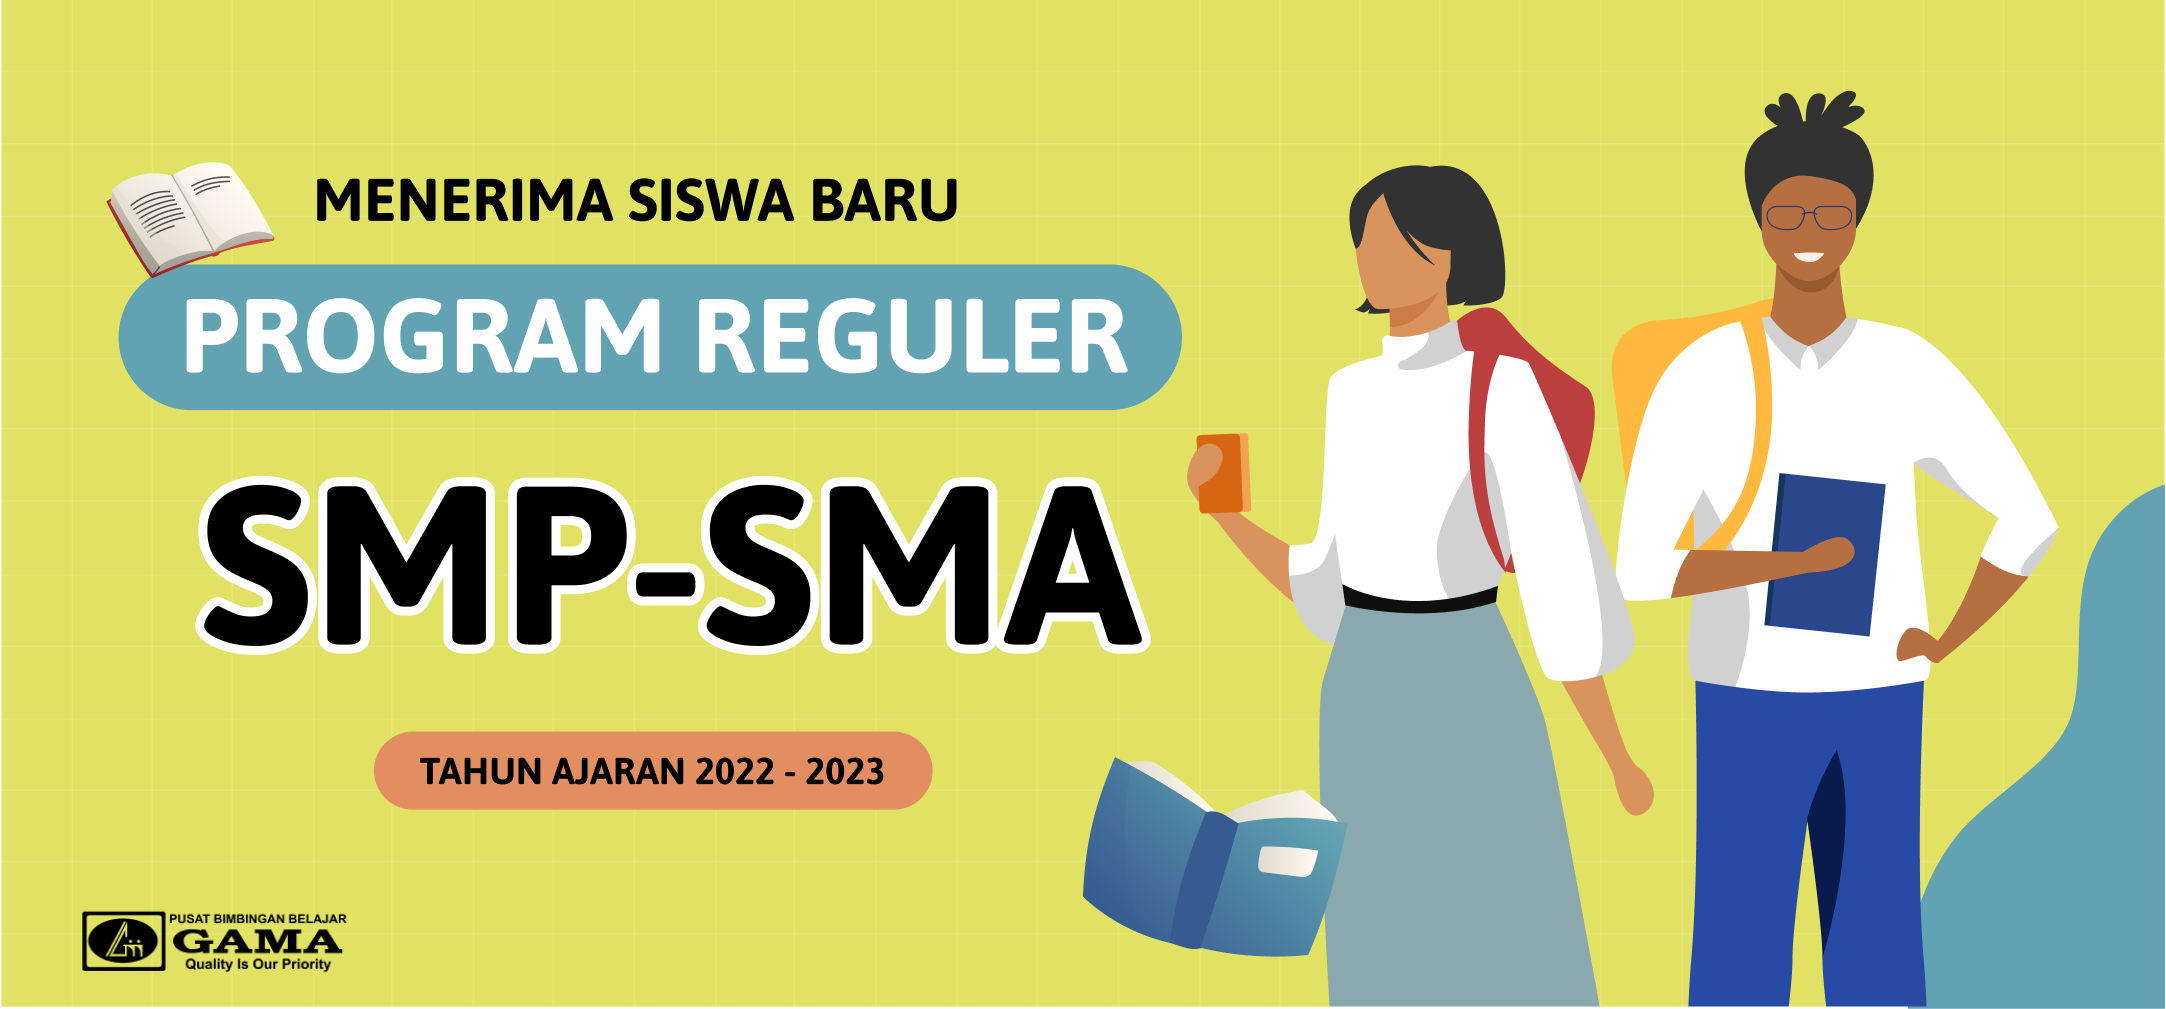 MENERIMA SISWA BARU
PROGRAM REGULER
SMP-SMA
TAHUN AJARAN 2022 - 2023
PUSAT BIMBINGAN BELAJAR
GAMA
Quality Is Our Priority